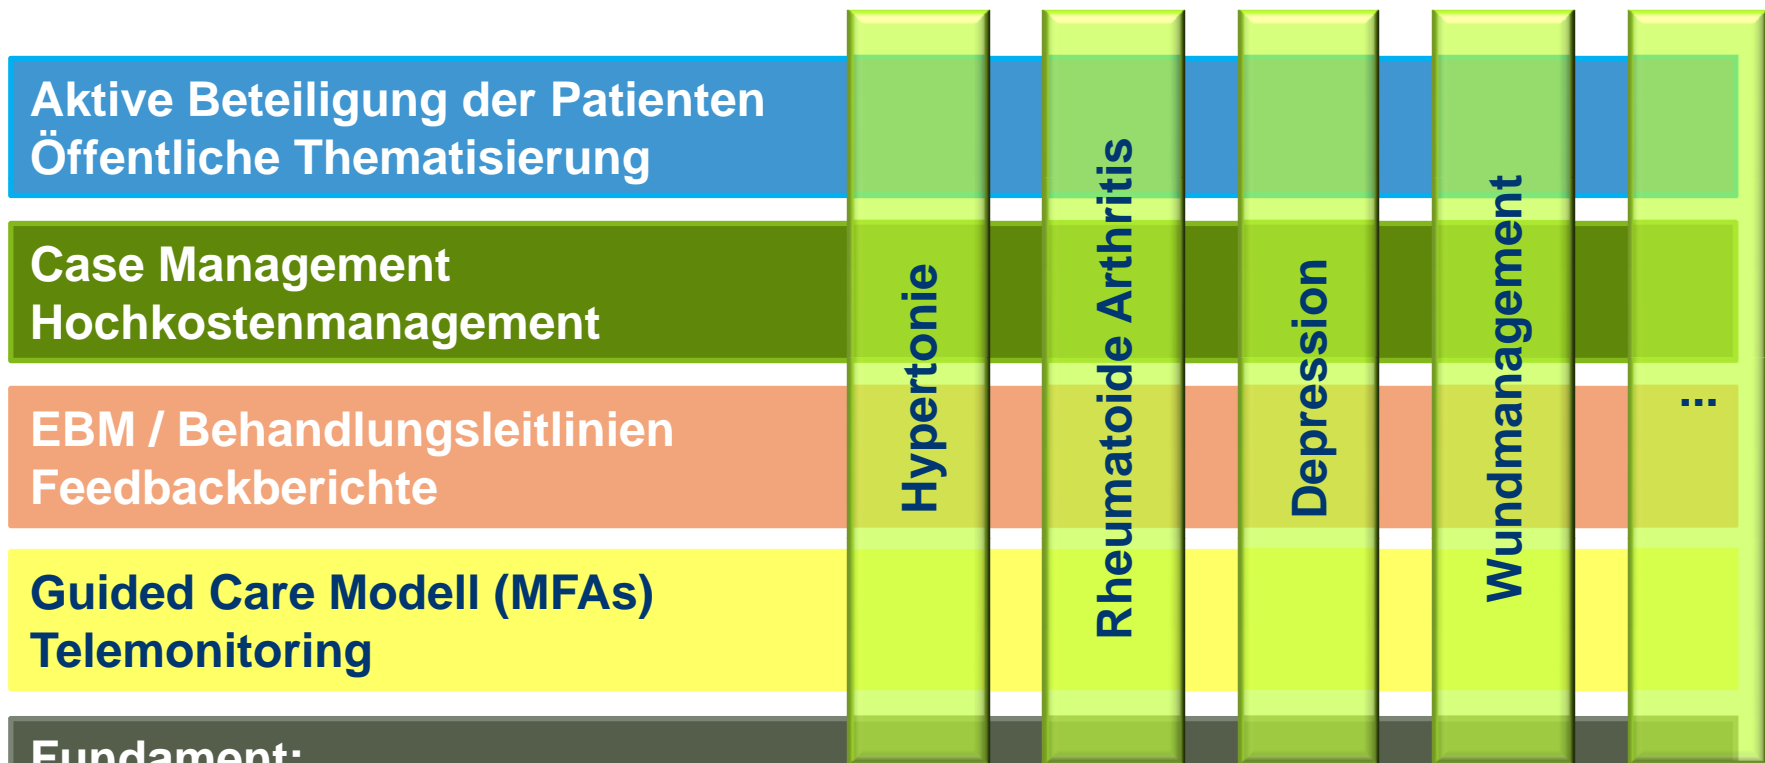 Aktive Beteiligung der Patienten
Öffentliche Thematisierung
Case Management
Hochkostenmanagement
EBM / Behandlungsleitlinien
Feedbackberichte
Guided Care Modell (MFAs)
Telemonitoring
Fundament:
Hypertonie
Rheumatoide Arthritis
Depression
Wundmanagement
...